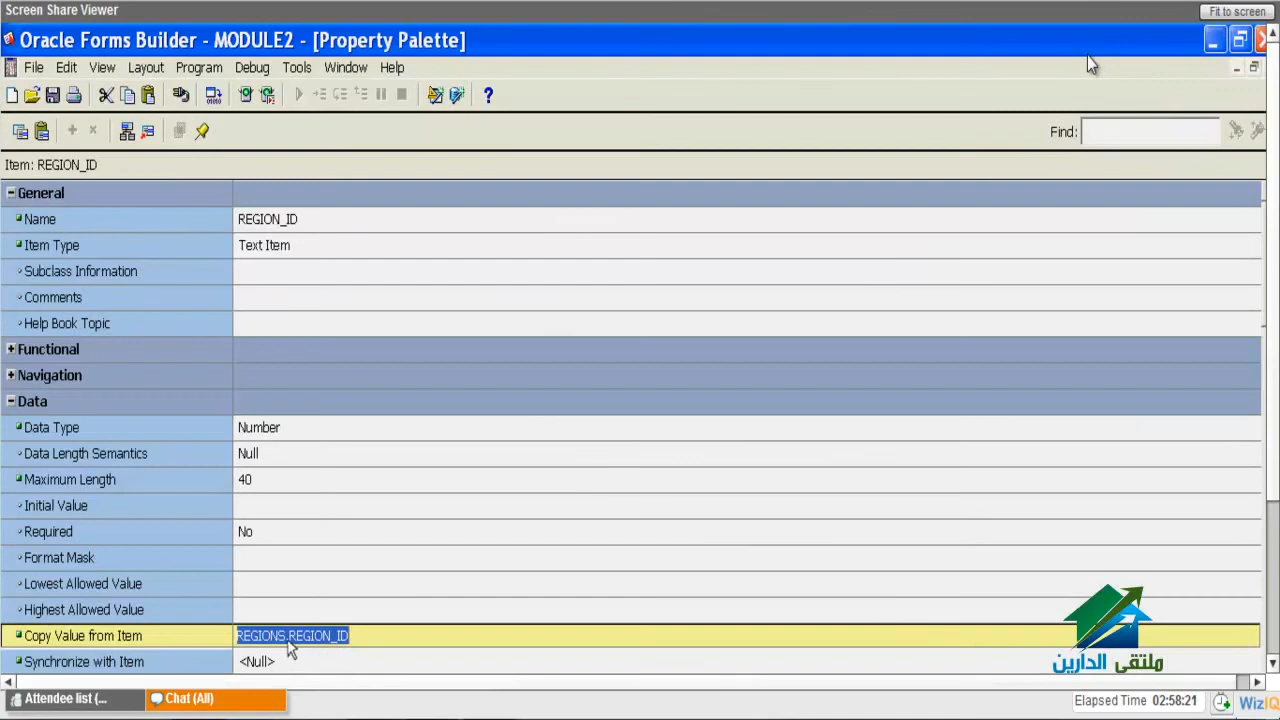 Screen Share Viewer
Fit to screen
Oracle Forms Builder - MODULE2 - [Property Palette]
File Edit View Layout Program Debug Tools Window Help
Find:
Item: REGION_ID
General
Name REGION_ID
Item Type Text Item
Subclass Information
Comments
Help Book Topic
Functional
Navigation
Data
Data Type Number
Data Length Semantics Null
Maximum Length 40
Initial Value
Required No
Format Mask
Lowest Allowed Value
Highest Allowed Value
Copy Value from Item REGIONS.REGION_ID
Synchronize with Item <Null>
ملتقى الدارين
Attendee list (... Chat (All) Elapsed Time 02:58:21 WizIQ